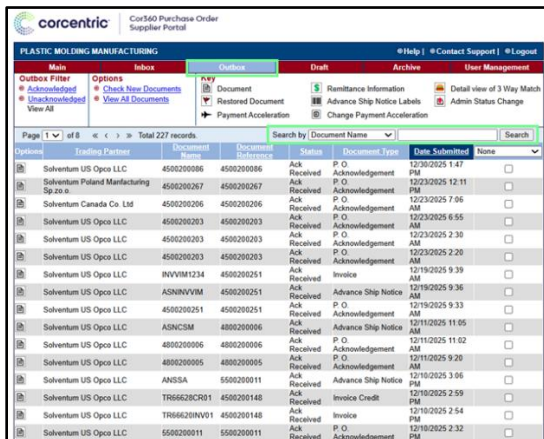 corcentric
Cor360 Purchase Order
Supplier Portal
PLASTIC MOLDING MANUFACTURING
Help | Contact Support | Logout
Main Inbox Outbox Draft Archive User Management
Outbox Filter Options Key
Acknowledged Check New Documents Document Remittance Information Detail view of 3 Way Match
Unacknowledged View All Documents Restored Document Advance Ship Notice Labels Admin Status Change
View All Payment Acceleration Change Payment Acceleration
Page 1 of 8 « < > » Total 227 records. Search by Document Name Search
Options Trading Partner Document Name Document Reference Status Document Type Date Submitted None
Solventum US Opco LLC 4500200086 4500200086 Ack Received P. O. Acknowledgement 12/30/2025 1:47 PM
Solventum Poland Manfacturing Sp.zo.o. 4500200267 4500200267 Ack Received P. O. Acknowledgement 12/23/2025 12:11 PM
Solventum Canada Co. Ltd 4500200206 4500200206 Ack Received P. O. Acknowledgement 12/23/2025 7:06 AM
Solventum US Opco LLC 4500200203 4500200203 Ack Received P. O. Acknowledgement 12/23/2025 6:55 AM
Solventum US Opco LLC 4500200203 4500200203 Ack Received P. O. Acknowledgement 12/23/2025 2:30 AM
Solventum US Opco LLC 4500200203 4500200203 Ack Received P. O. Acknowledgement 12/23/2025 2:20 AM
Solventum US Opco LLC INVVIM1234 4500200251 Ack Received Invoice 12/19/2025 9:39 AM
Solventum US Opco LLC ASNINVVIM 4500200251 Ack Received Advance Ship Notice 12/19/2025 9:36 AM
Solventum US Opco LLC 4500200251 4500200251 Ack Received P. O. Acknowledgement 12/19/2025 9:33 AM
Solventum US Opco LLC ASNCSM 4800200006 Ack Received Advance Ship Notice 12/11/2025 11:05 AM
Solventum US Opco LLC 4800200006 4800200006 Ack Received P. O. Acknowledgement 12/11/2025 11:02 AM
Solventum US Opco LLC 4800200005 4800200005 Ack Received P. O. Acknowledgement 12/11/2025 9:20 AM
Solventum US Opco LLC ANSSA 5500200011 Ack Received Advance Ship Notice 12/10/2025 3:06 PM
Solventum US Opco LLC TR66628CR01 4500200148 Ack Received Invoice Credit 12/10/2025 2:59 PM
Solventum US Opco LLC TR66620INV01 4500200148 Ack Received Invoice 12/10/2025 2:54 PM
Solventum US Opco LLC 5500200011 5500200011 Ack Received P. O. Acknowledgement 12/10/2025 2:32 PM